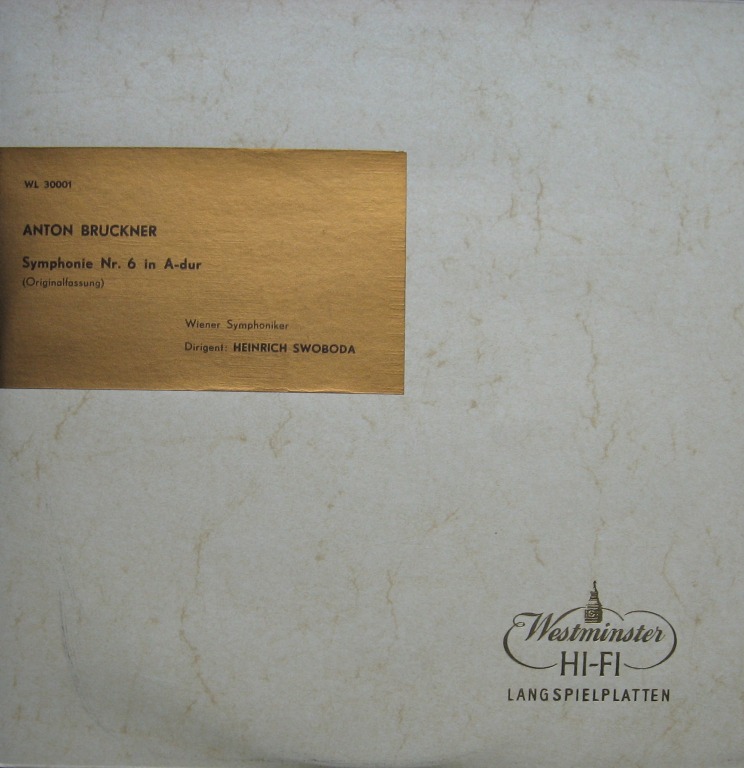 WL 30001
ANTON BRUCKNER
Symphonie Nr. 6 in A-dur
(Originalfassung)
Wiener Symphoniker
Dirigent: HEINRICH SWOBODA
Westminster
HI-FI
LANGSPIELPLATTEN